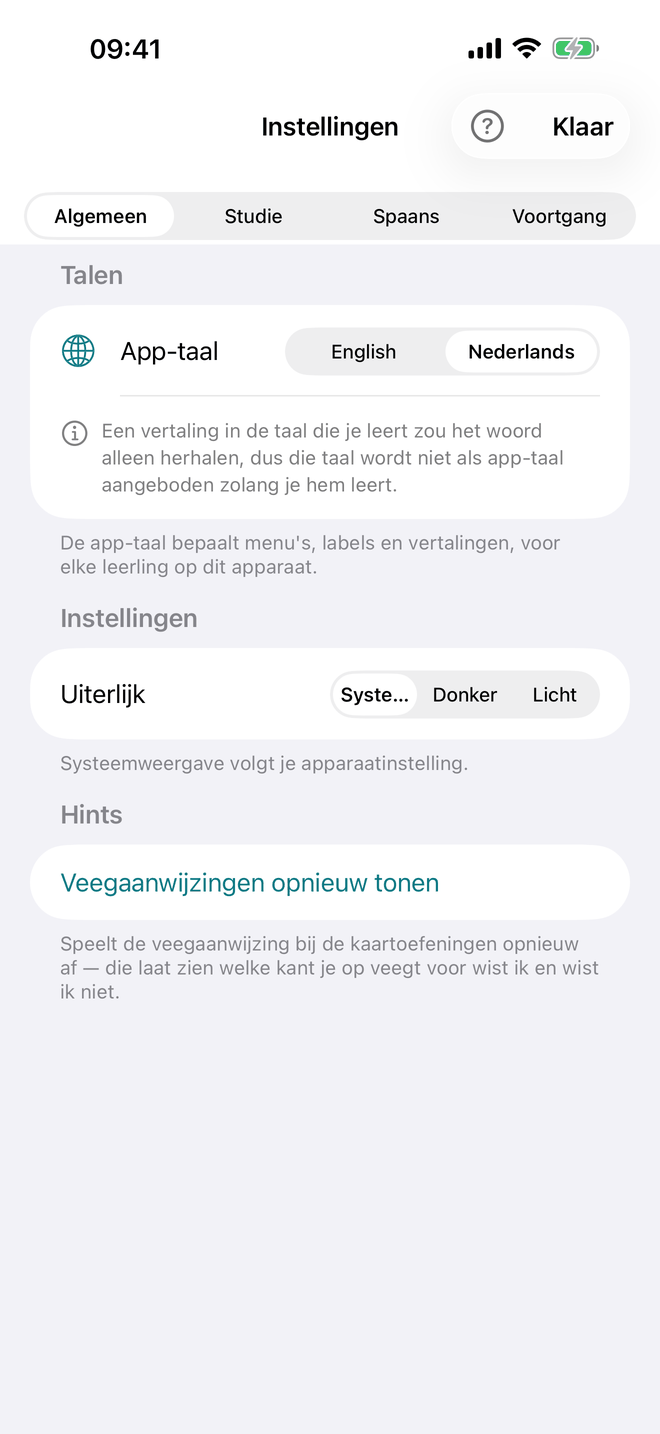 09:41
Instellingen
Klaar
Algemeen Studie Spaans Voortgang
Talen
App-taal English Nederlands
Een vertaling in de taal die je leert zou het woord
alleen herhalen, dus die taal wordt niet als app-taal
aangeboden zolang je hem leert.
De app-taal bepaalt menu's, labels en vertalingen, voor
elke leerling op dit apparaat.
Instellingen
Uiterlijk Syste... Donker Licht
Systeemweergave volgt je apparaatinstelling.
Hints
Veegaanwijzingen opnieuw tonen
Speelt de veegaanwijzing bij de kaartoefeningen opnieuw
af — die laat zien welke kant je op veegt voor wist ik en wist
ik niet.